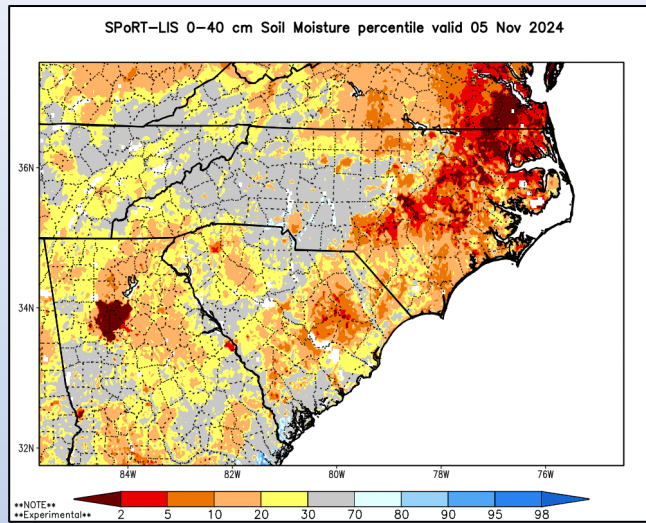 SPoRT-LIS 0-40 cm Soil Moisture percentile valid 05 Nov 2024
36N
34N
32N
84W 82W 80W 78W 76W
**NOTE**
**Experimental**
2 5 10 20 30 70 80 90 95 98